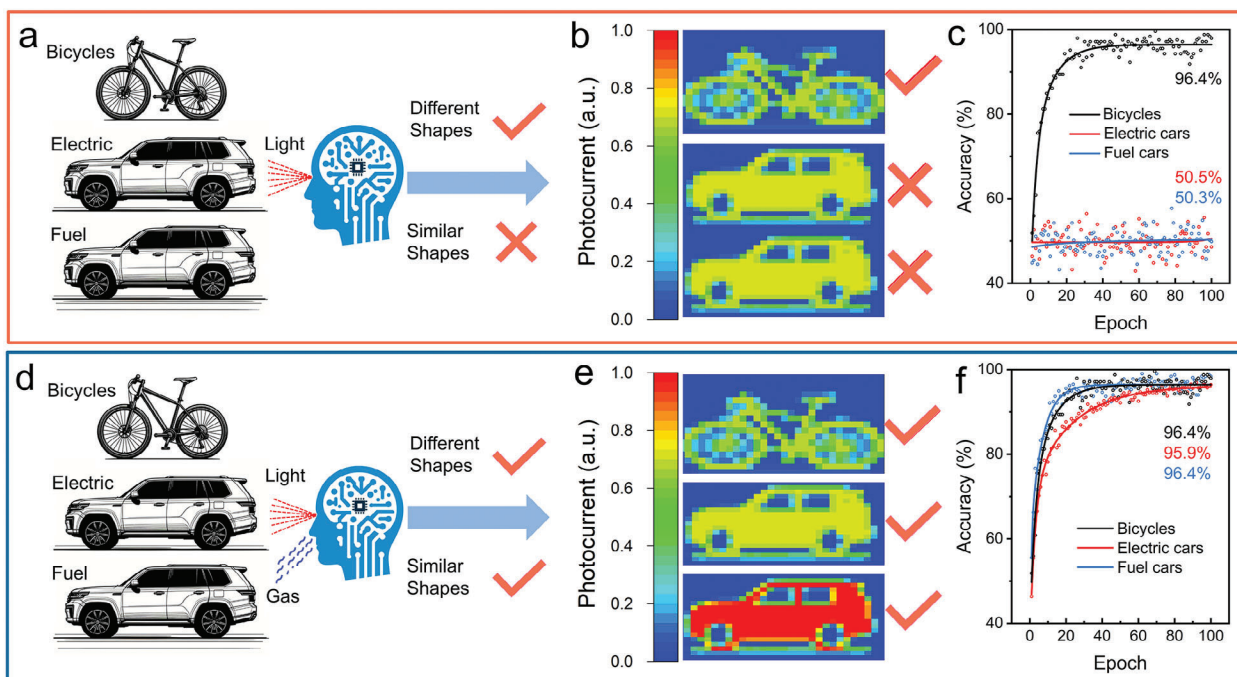 a
Bicycles
Electric
Light
Fuel
Different
Shapes
Similar
Shapes
b
Photocurrent (a.u.)
1.0
0.8
0.6
0.4
0.2
0.0
c
Accuracy (%)
100
80
60
40
96.4%
Bicycles
Electric cars
Fuel cars
50.5%
50.3%
0 20 40 60 80 100
Epoch
d
Bicycles
Electric
Light
Fuel
Gas
Different
Shapes
Similar
Shapes
e
Photocurrent (a.u.)
1.0
0.8
0.6
0.4
0.2
0.0
f
Accuracy (%)
100
80
60
40
96.4%
95.9%
96.4%
Bicycles
Electric cars
Fuel cars
0 20 40 60 80 100
Epoch